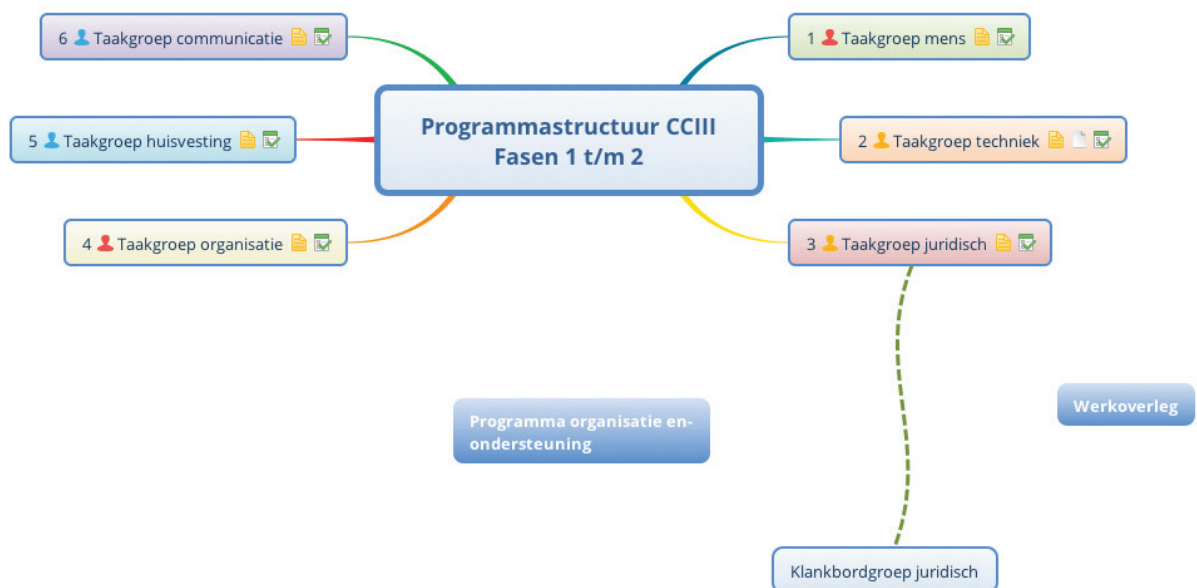 Programmastructuur CCIII
Fasen 1 t/m 2
1 Taakgroep mens
2 Taakgroep techniek
3 Taakgroep juridisch
4 Taakgroep organisatie
5 Taakgroep huisvesting
6 Taakgroep communicatie
Programma organisatie en-
ondersteuning
Werkoverleg
Klankbordgroep juridisch